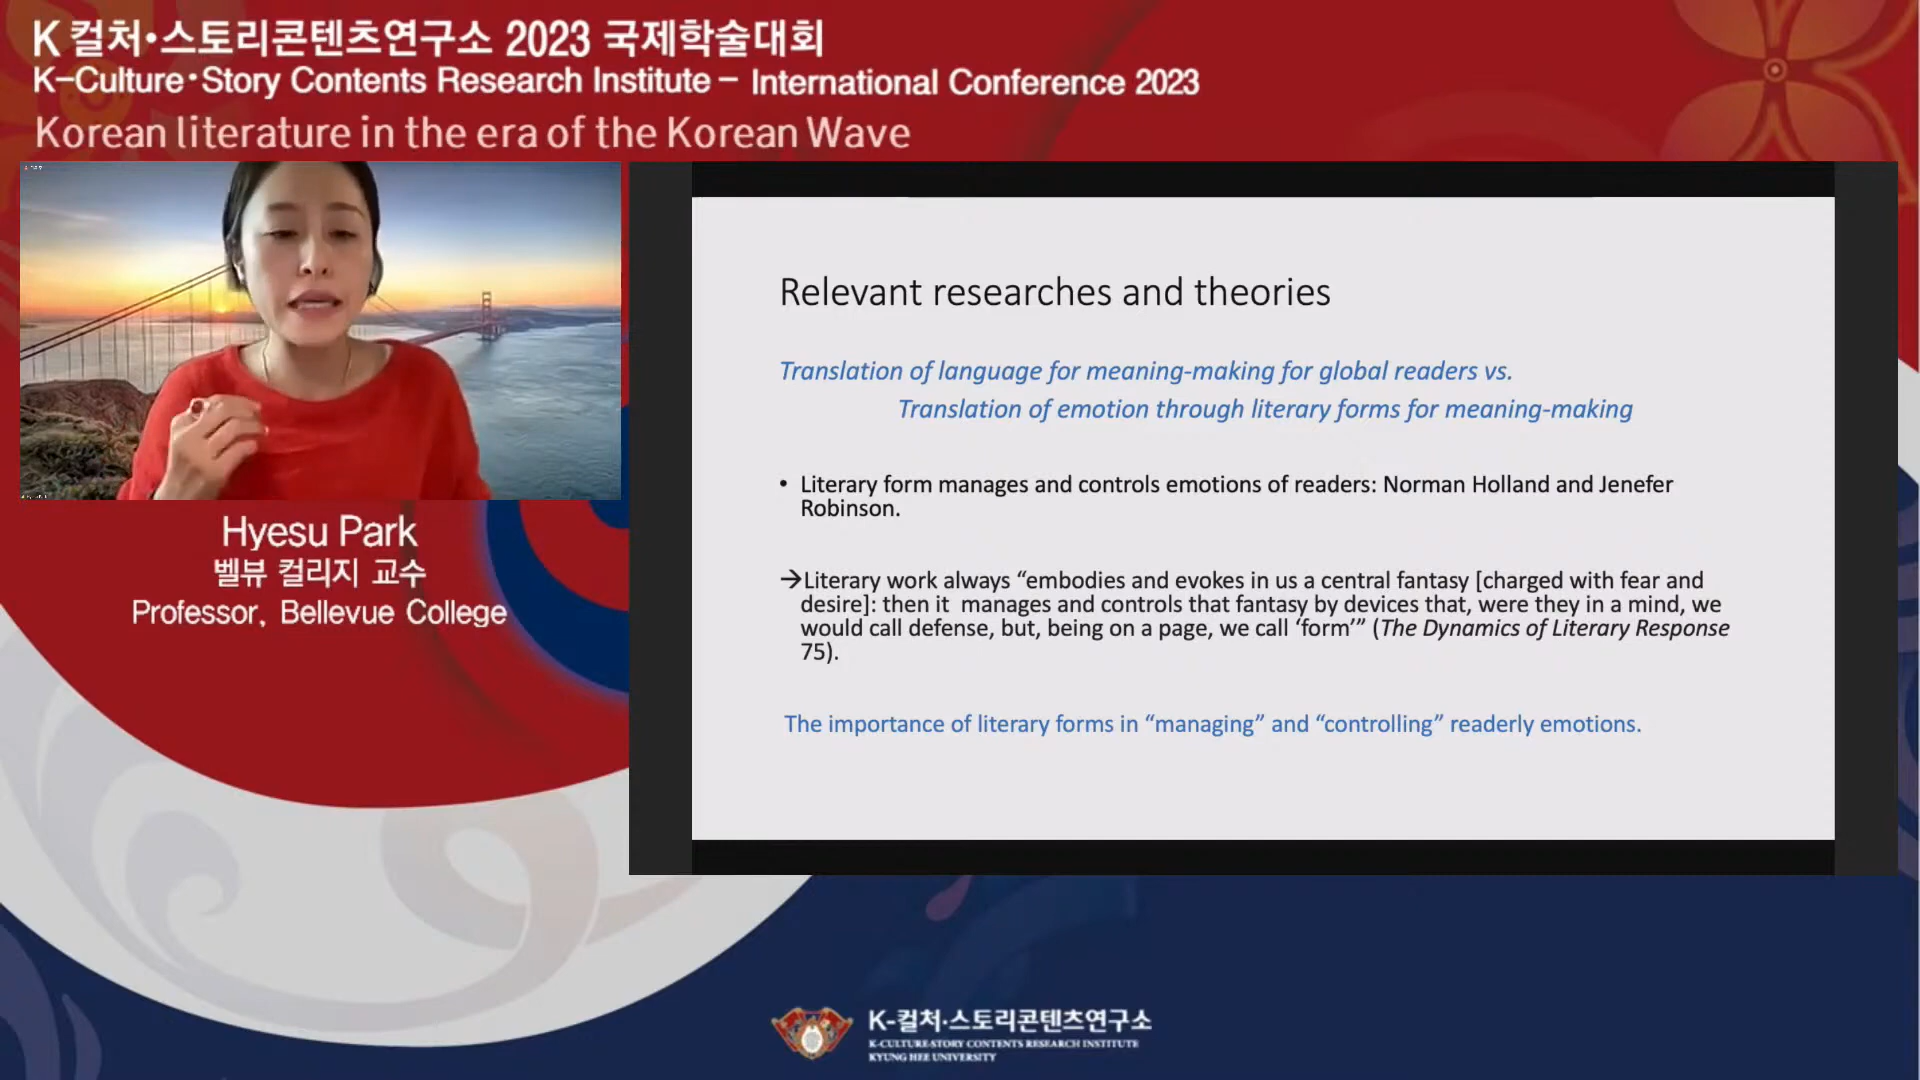 K 컬처•스토리콘텐츠연구소 2023 국제학술대회
K-Culture•Story Contents Research Institute - International Conference 2023
Korean literature in the era of the Korean Wave
Hyesu Park
벨뷰 컬리지 교수
Professor, Bellevue College
Relevant researches and theories
Translation of language for meaning-making for global readers vs.
Translation of emotion through literary forms for meaning-making
• Literary form manages and controls emotions of readers: Norman Holland and Jenefer
Robinson.
→Literary work always “embodies and evokes in us a central fantasy [charged with fear and
desire]: then it manages and controls that fantasy by devices that, were they in a mind, we
would call defense, but, being on a page, we call ‘form’” (The Dynamics of Literary Response
75).
The importance of literary forms in “managing” and “controlling” readerly emotions.
K-컬처•스토리콘텐츠연구소
K-CULTURE•STORY CONTENTS RESEARCH INSTITUTE
KYUNG HEE UNIVERSITY